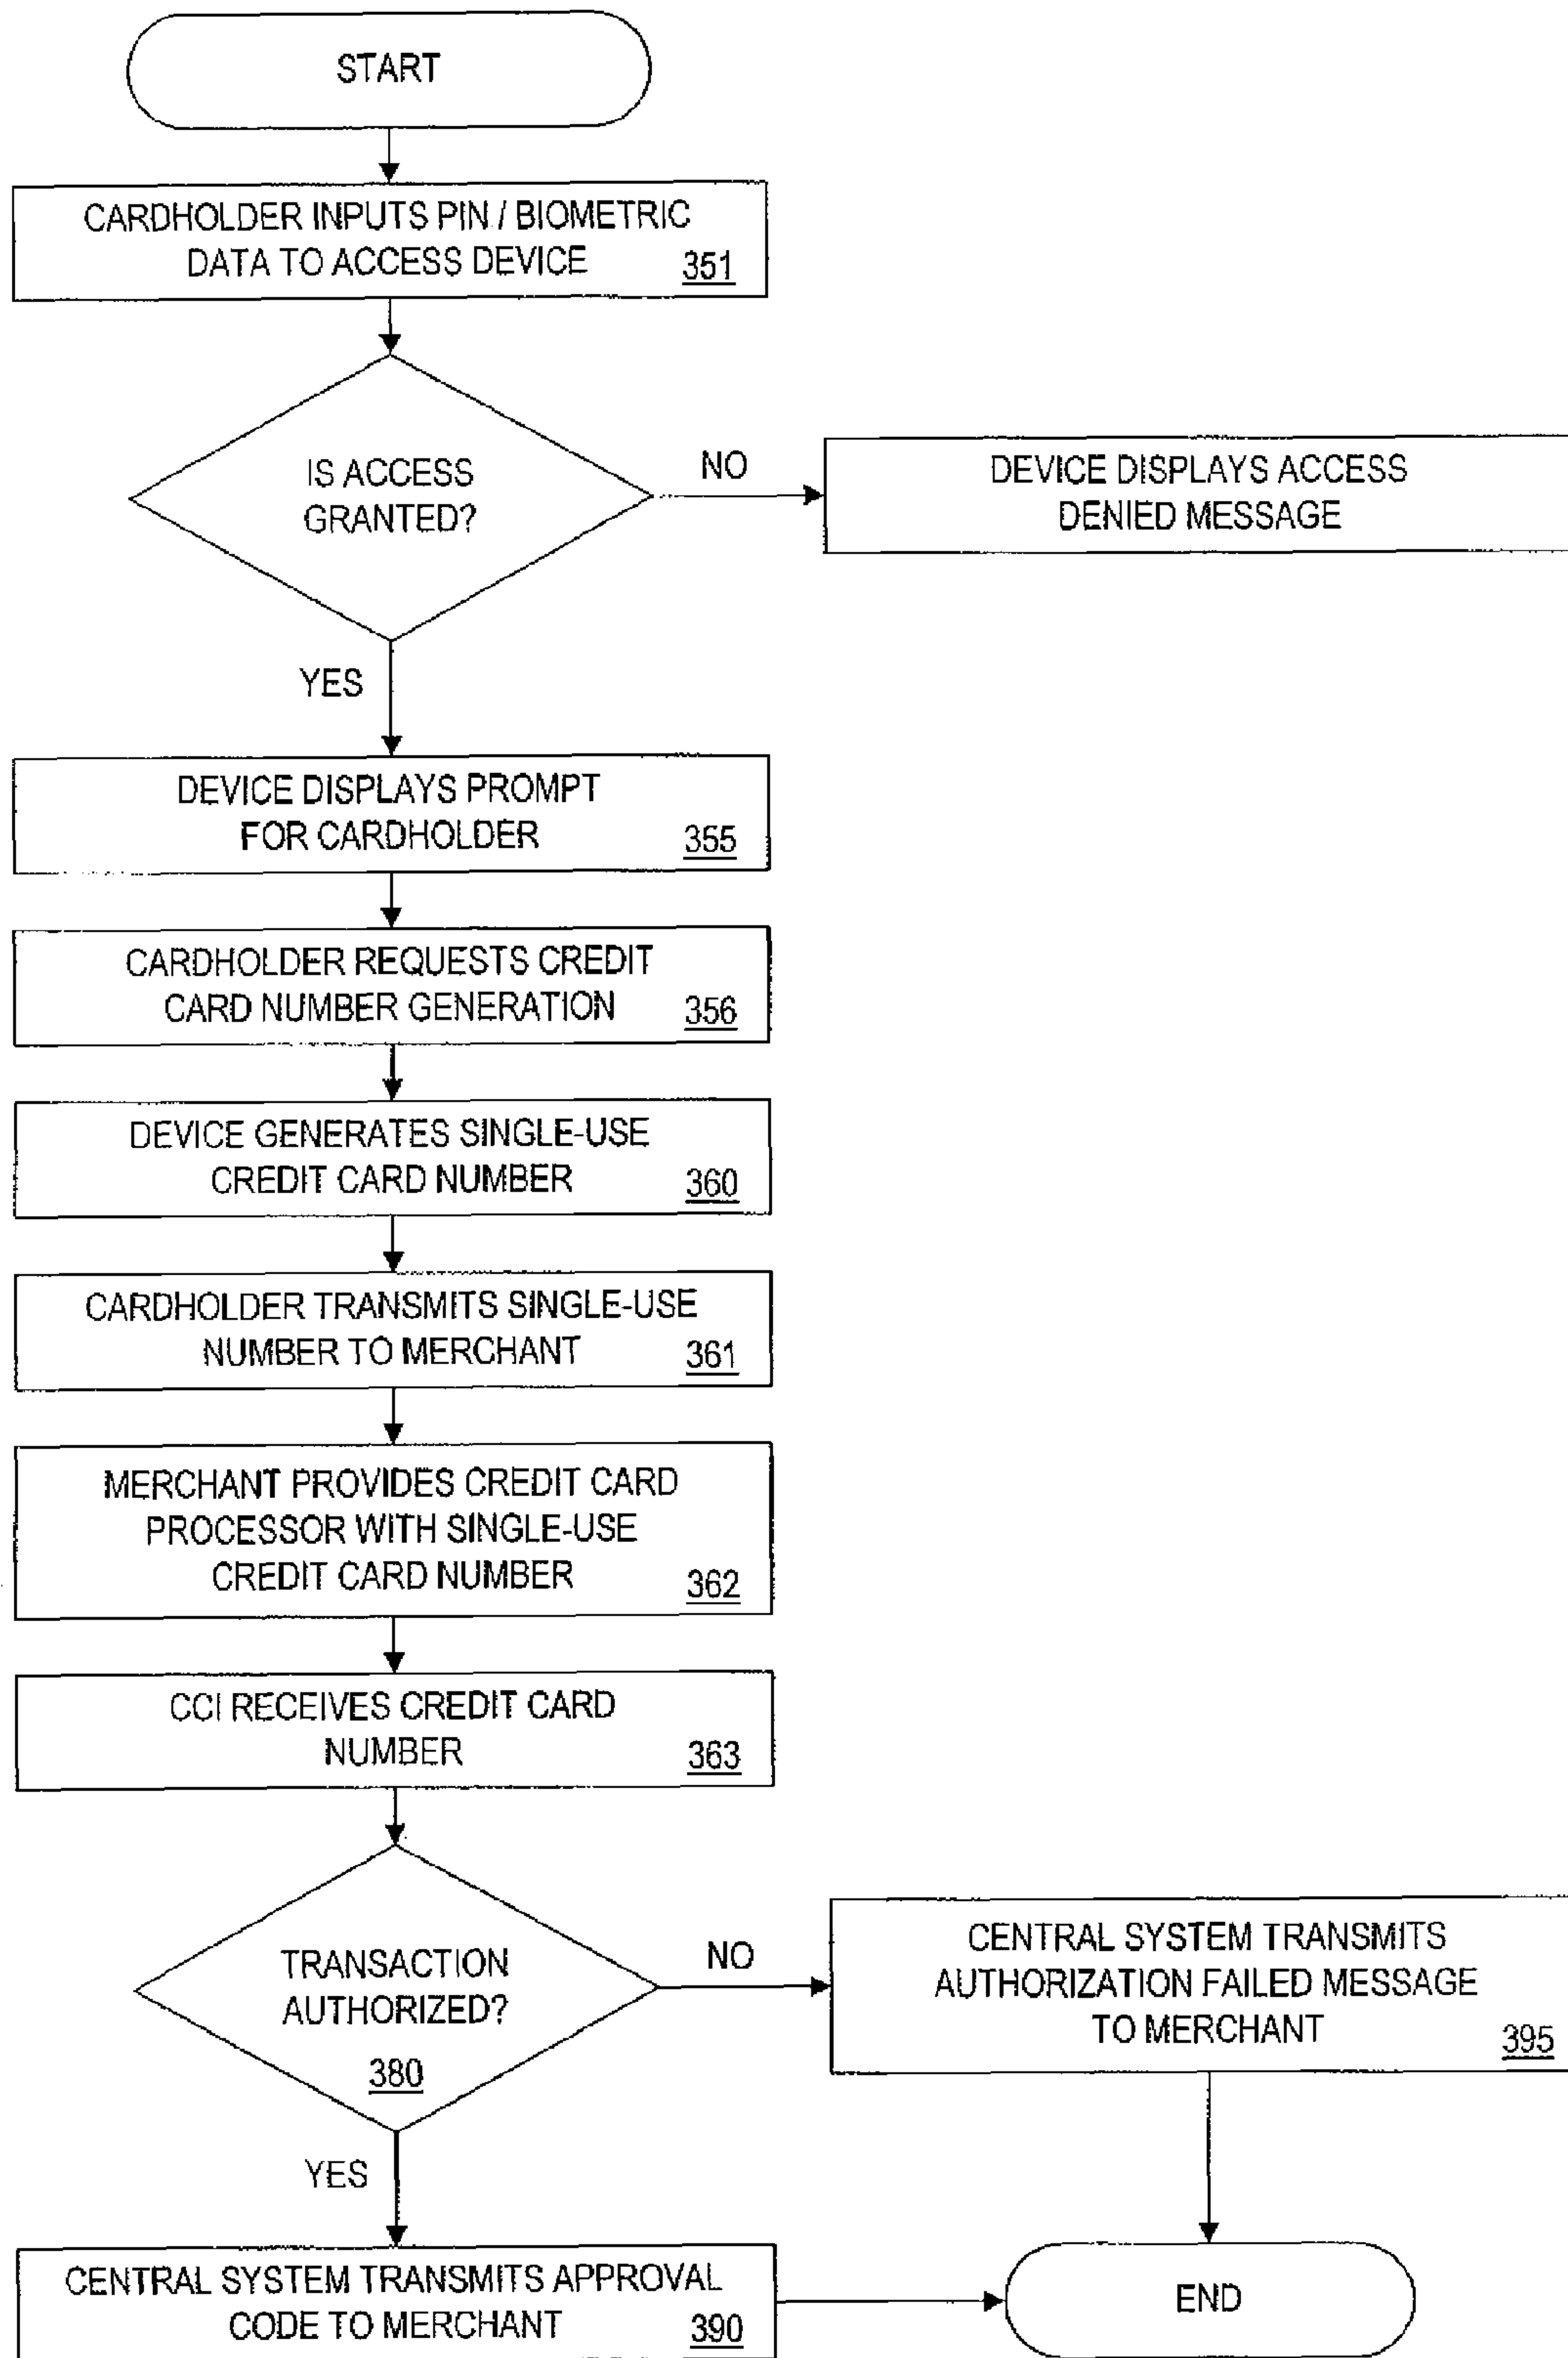 START
CARDHOLDER INPUTS PIN / BIOMETRIC
DATA TO ACCESS DEVICE 351
IS ACCESS
GRANTED?
NO
DEVICE DISPLAYS ACCESS
DENIED MESSAGE
YES
DEVICE DISPLAYS PROMPT
FOR CARDHOLDER 355
CARDHOLDER REQUESTS CREDIT
CARD NUMBER GENERATION 356
DEVICE GENERATES SINGLE-USE
CREDIT CARD NUMBER 360
CARDHOLDER TRANSMITS SINGLE-USE
NUMBER TO MERCHANT 361
MERCHANT PROVIDES CREDIT CARD
PROCESSOR WITH SINGLE-USE
CREDIT CARD NUMBER 362
CCI RECEIVES CREDIT CARD
NUMBER 363
TRANSACTION
AUTHORIZED?
380
NO
CENTRAL SYSTEM TRANSMITS
AUTHORIZATION FAILED MESSAGE
TO MERCHANT 395
YES
CENTRAL SYSTEM TRANSMITS APPROVAL
CODE TO MERCHANT 390
END